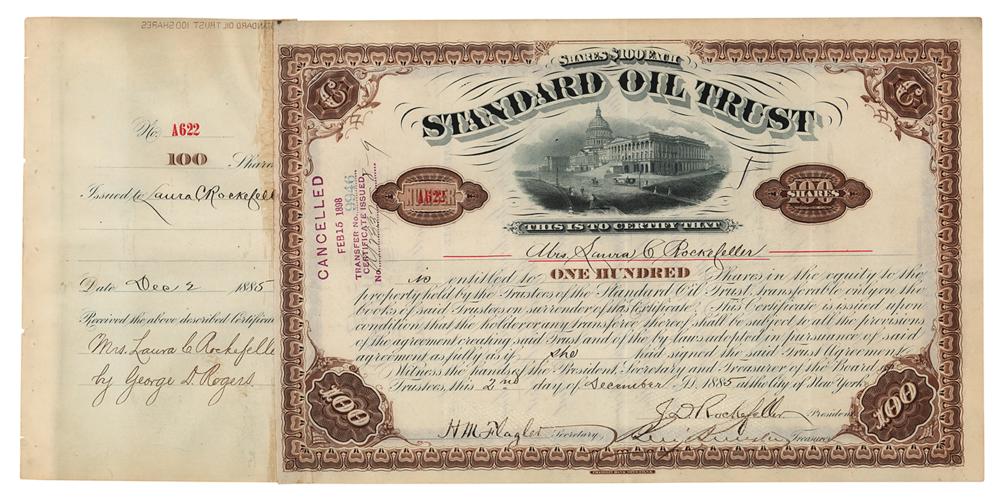 STANDARD OIL TRUST 100 SHARES
No. A622
100 Share
Issued to Laura C Rockefell
Date Dec 2 1885
Received the above described Certificate
Mrs. Laura C Rockefelle
by George D. Rogers.
CANCELLED
FEB 15 1898
TRANSFER No. 9946
CERTIFICATE ISSUED
No.
SHARES $100 EACH
STANDARD OIL TRUST
NUMBER
A622
100
SHARES
THIS IS TO CERTIFY THAT
Mrs Laura C Rockefeller
is entitled to ONE HUNDRED Shares in the equity to the
property held by the Trustees of the Standard Oil Trust, transferable only on the
books of said Trustees on surrender of this Certificate. This Certificate is issued upon
condition that the holder or any transferee thereof shall be subject to all the provisions
of the agreement creating said Trust and of the by-laws adopted in pursuance of said
agreement as fully as if she had signed the said Trust Agreement.
Witness the hands of the President, Secretary and Treasurer of the Board of
Trustees, this 2nd day of December A.D. 1885 at the City of New York.
J.D. Rockefeller President
H M Flagler Secretary,
Treasurer
100
100